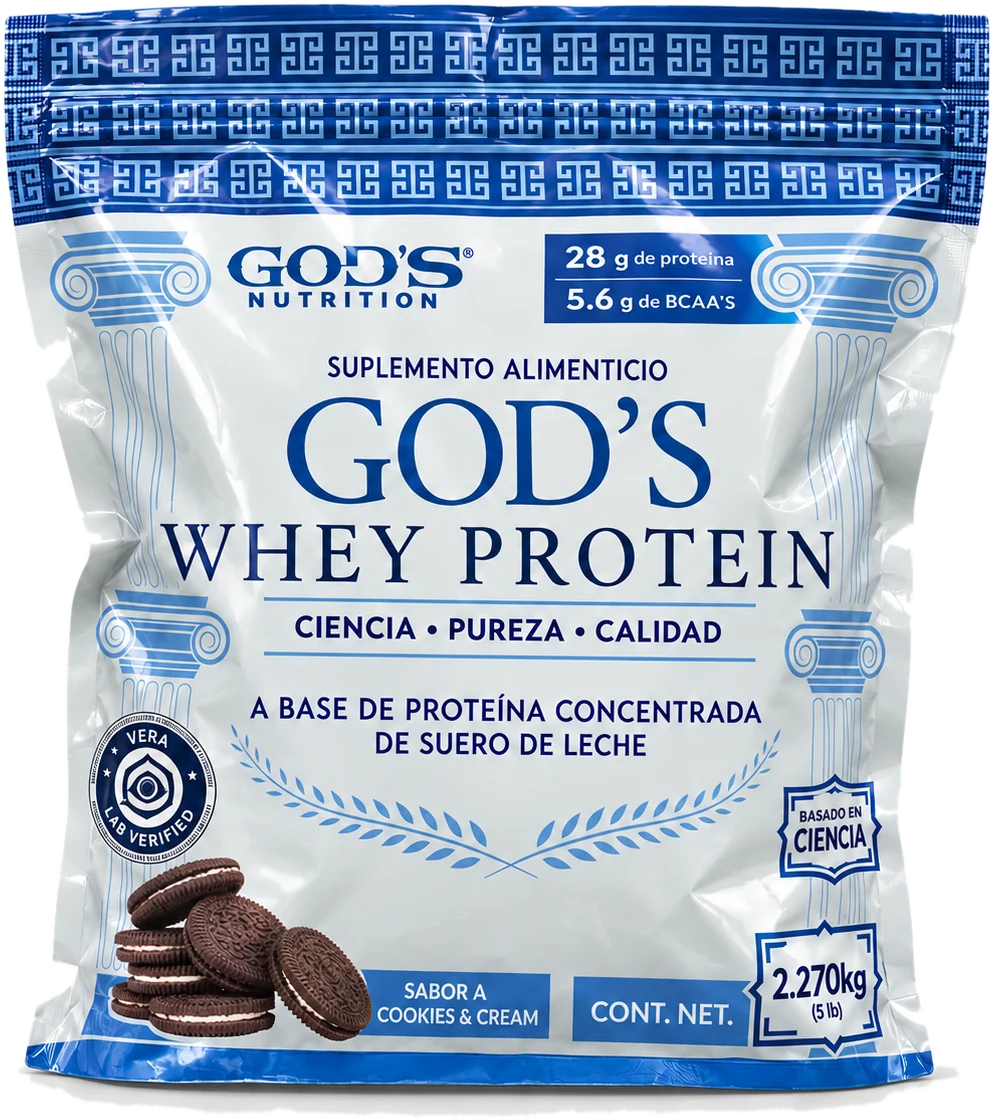 GOD'S®
NUTRITION
28 g de proteína
5.6 g de BCAA'S
SUPLEMENTO ALIMENTICIO
GOD'S
WHEY PROTEIN
CIENCIA • PUREZA • CALIDAD
A BASE DE PROTEÍNA CONCENTRADA
DE SUERO DE LECHE
VERA
LAB VERIFIED
BASADO EN
CIENCIA
SABOR A
COOKIES & CREAM
CONT. NET.
2.270kg
(5 lb)